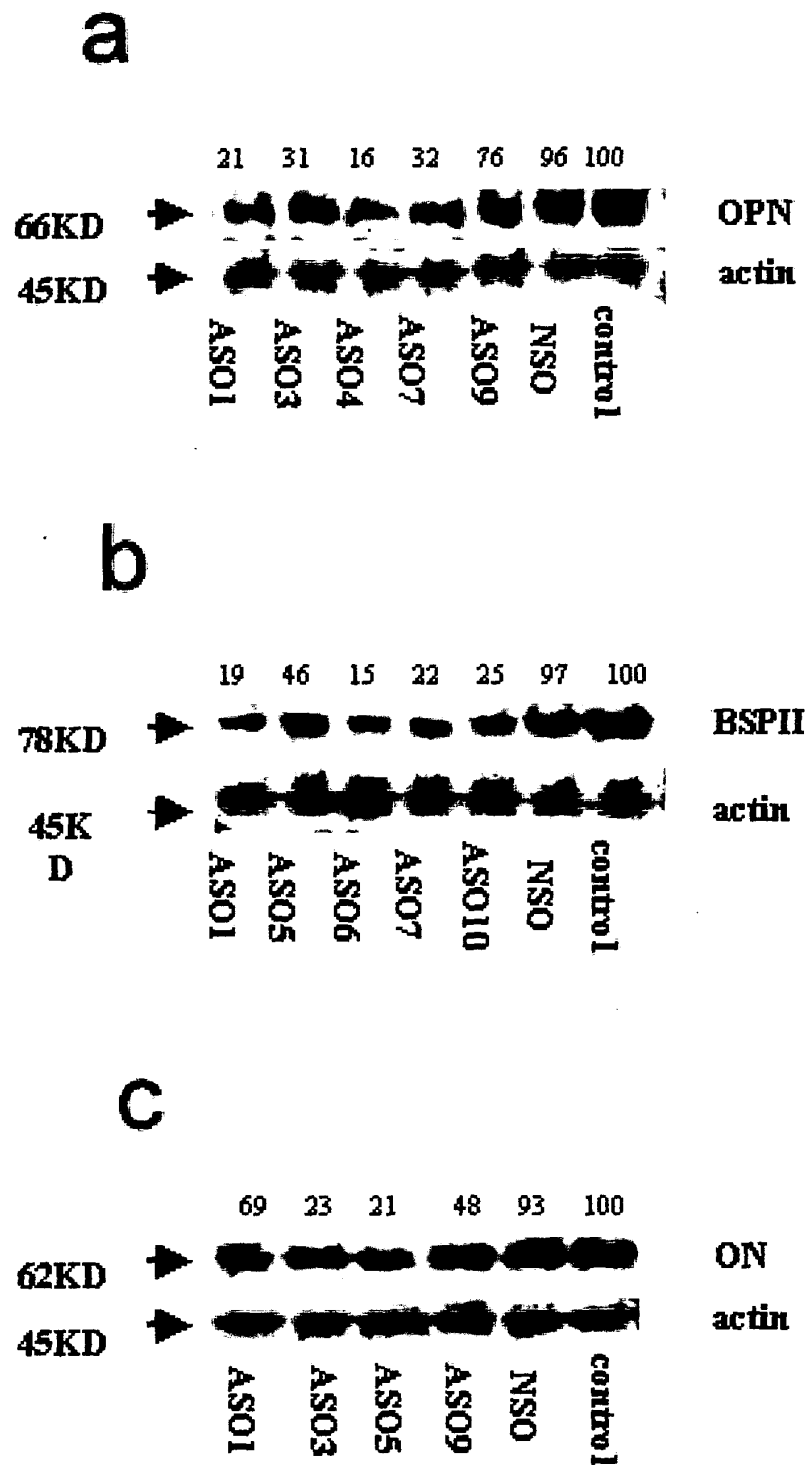 a
21 31 16 32 76 96 100
66KD OPN
45KD actin
ASO1 ASO3 ASO4 ASO7 ASO9 NSO control
b
19 46 15 22 25 97 100
78KD BSPII
45K
D
actin
ASO1 ASO5 ASO6 ASO7 ASO10 NSO control
c
69 23 21 48 93 100
62KD ON
45KD actin
ASO1 ASO3 ASO5 ASO9 NSO control